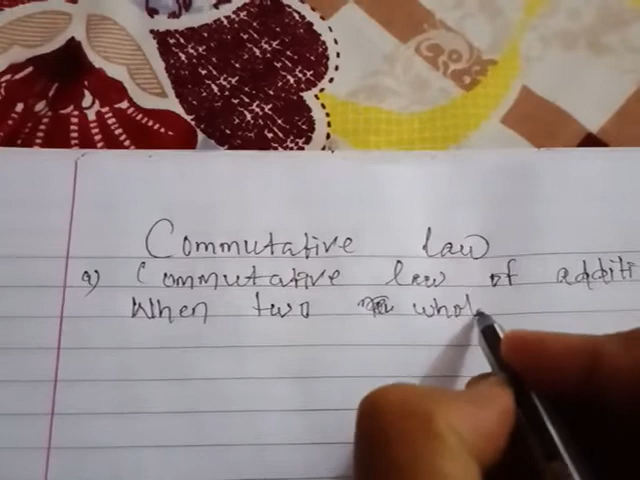 Commutative law
a) Commutative law of additi
When two whol